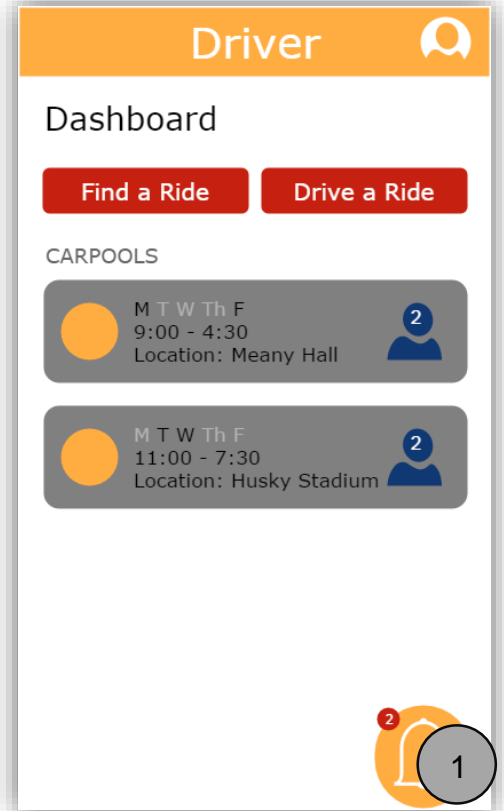 Driver
Dashboard
Find a Ride
Drive a Ride
CARPOOLS
M T W Th F
9:00 - 4:30
Location: Meany Hall
2
M T W Th F
11:00 - 7:30
Location: Husky Stadium
2
2
1